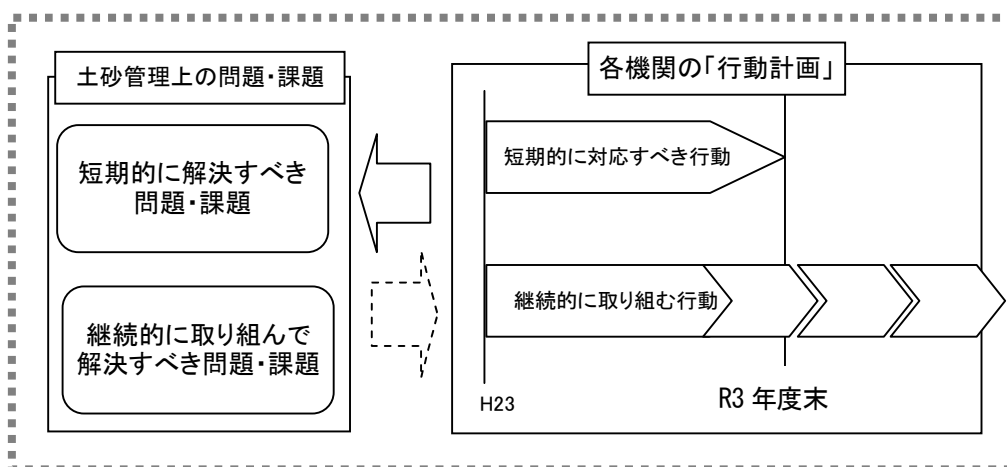 土砂管理上の問題・課題
短期的に解決すべき
問題・課題
継続的に取り組んで
解決すべき問題・課題
各機関の「行動計画」
短期的に対応すべき行動
継続的に取り組む行動
H23
R3 年度末